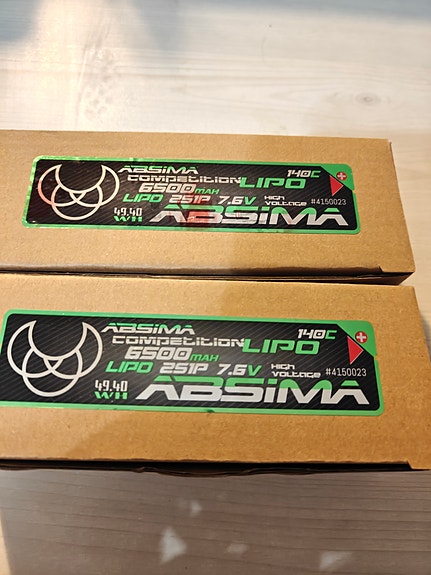 ABSIMA
COMPETITION LIPO 140C
6500MAH
LIPO 2S1P 7.6V HIGH VOLTAGE #4150023
49.40 WH ABSIMA
ABSIMA
COMPETITION LIPO 140C
6500MAH
LIPO 2S1P 7.6V HIGH VOLTAGE #4150023
49.40 WH ABSIMA